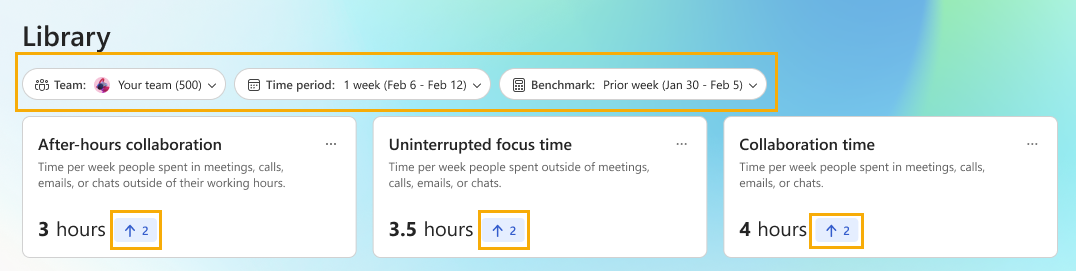 Library
Team: Your team (500) Time period: 1 week (Feb 6 - Feb 12) Benchmark: Prior week (Jan 30 - Feb 5)
After-hours collaboration
Time per week people spent in meetings, calls,
emails, or chats outside of their working hours.
3 hours ↑ 2
Uninterrupted focus time
Time per week people spent outside of meetings,
calls, emails, or chats.
3.5 hours ↑ 2
Collaboration time
Time per week people spent in meetings, calls,
emails, or chats.
4 hours ↑ 2